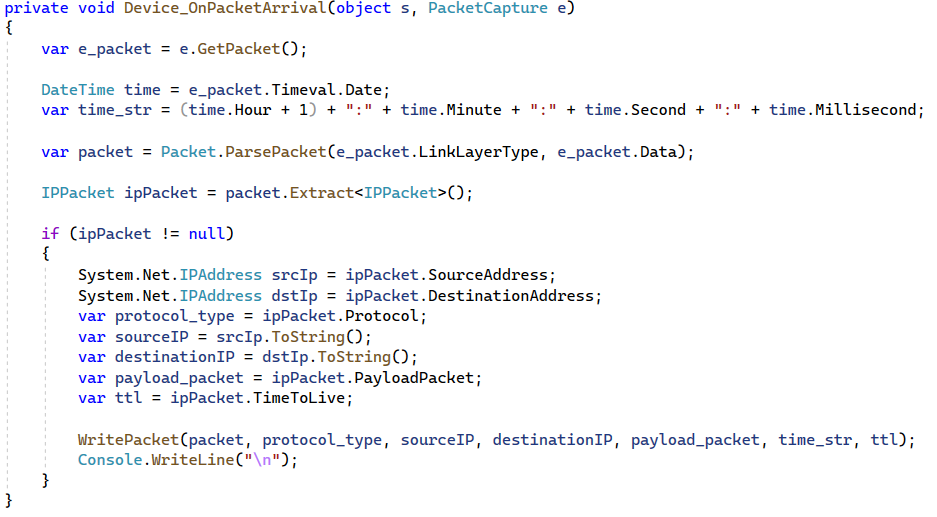 private void Device_OnPacketArrival(object s, PacketCapture e)
{
    var e_packet = e.GetPacket();

    DateTime time = e_packet.Timeval.Date;
    var time_str = (time.Hour + 1) + ":" + time.Minute + ":" + time.Second + ":" + time.Millisecond;

    var packet = Packet.ParsePacket(e_packet.LinkLayerType, e_packet.Data);

    IPPacket ipPacket = packet.Extract<IPPacket>();

    if (ipPacket != null)
    {
        System.Net.IPAddress srcIp = ipPacket.SourceAddress;
        System.Net.IPAddress dstIp = ipPacket.DestinationAddress;
        var protocol_type = ipPacket.Protocol;
        var sourceIP = srcIp.ToString();
        var destinationIP = dstIp.ToString();
        var payload_packet = ipPacket.PayloadPacket;
        var ttl = ipPacket.TimeToLive;

        WritePacket(packet, protocol_type, sourceIP, destinationIP, payload_packet, time_str, ttl);
        Console.WriteLine("\n");
    }
}